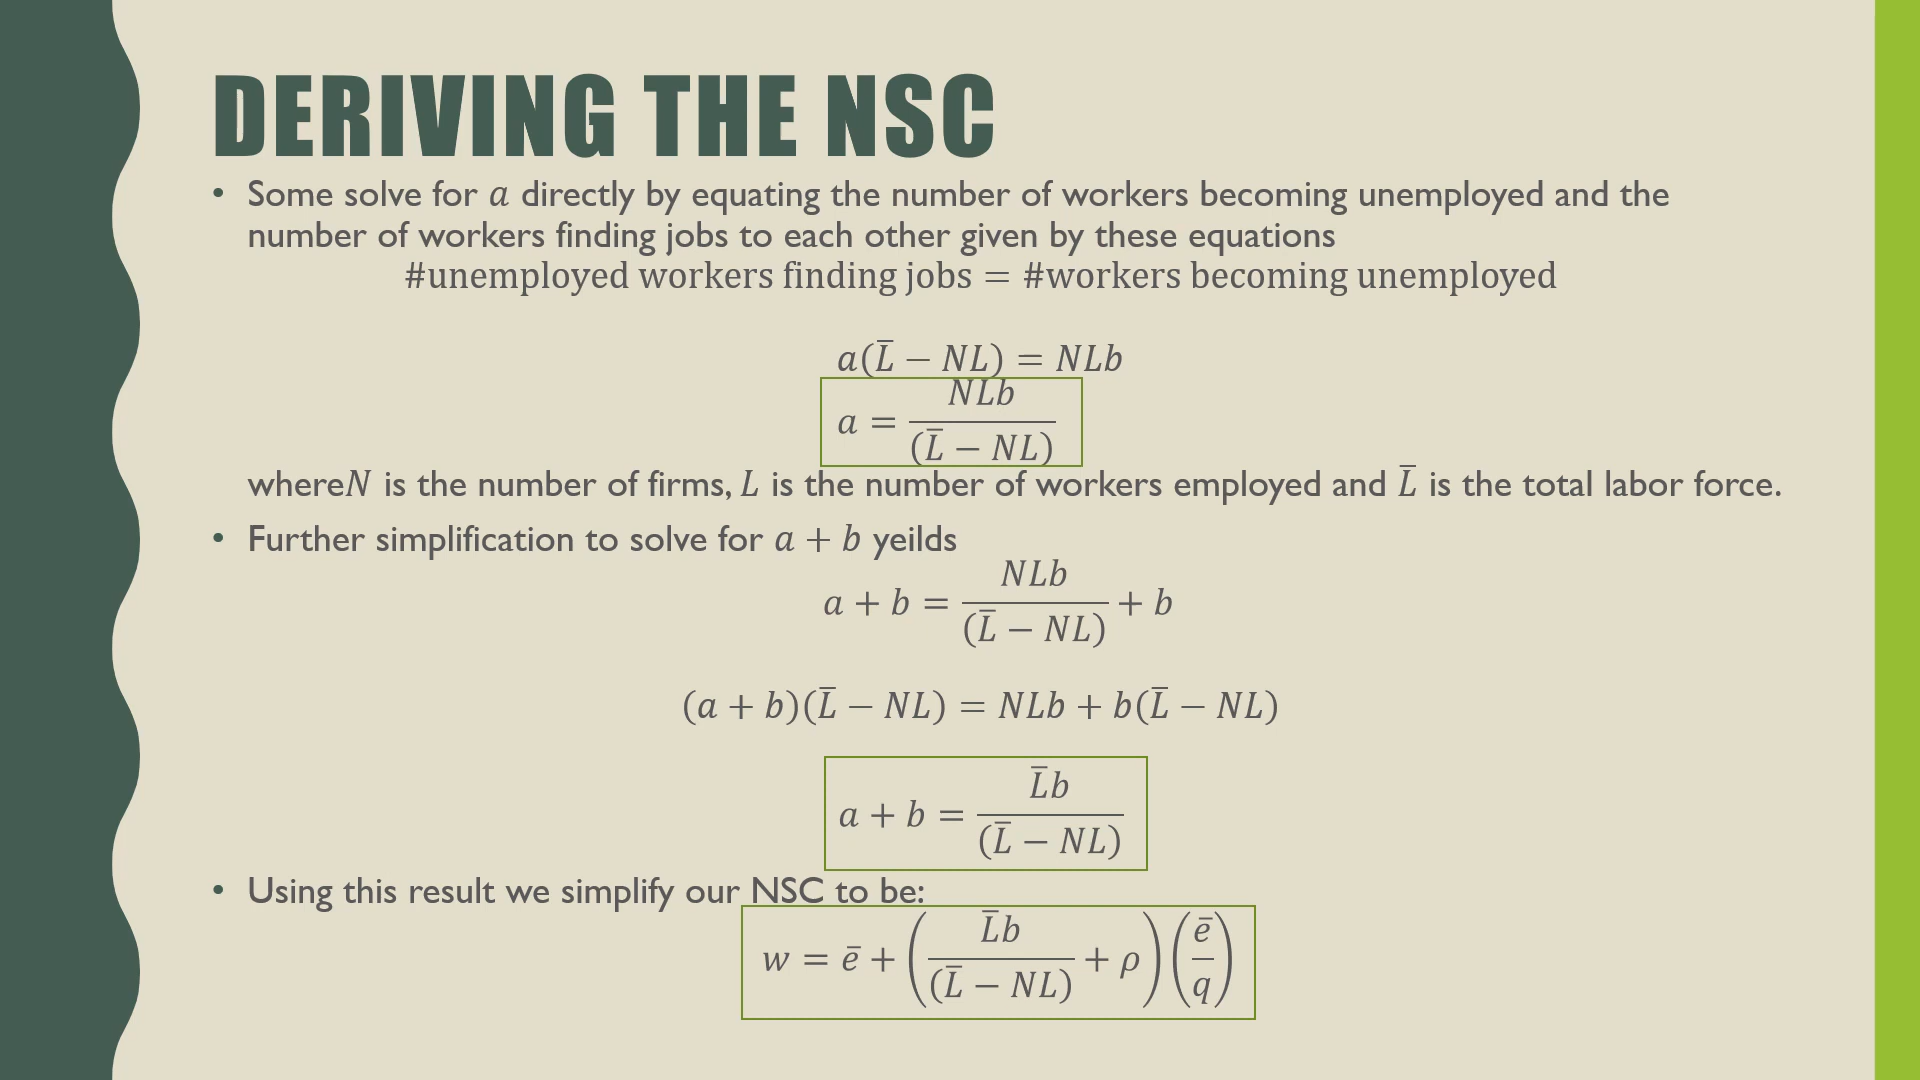 DERIVING THE NSC
• Some solve for 𝑎 directly by equating the number of workers becoming unemployed and the
number of workers finding jobs to each other given by these equations
#unemployed workers finding jobs = #workers becoming unemployed
𝑎(L̅ − NL) = NLb
a = NLb / (L̅ − NL)
whereN is the number of firms, L is the number of workers employed and L̅ is the total labor force.
• Further simplification to solve for a + b yeilds
a + b = NLb / (L̅ − NL) + b
(a + b)(L̅ − NL) = NLb + b(L̅ − NL)
a + b = L̅b / (L̅ − NL)
• Using this result we simplify our NSC to be:
w = e̅ + (L̅b / (L̅ − NL) + ρ)(e̅ / q)